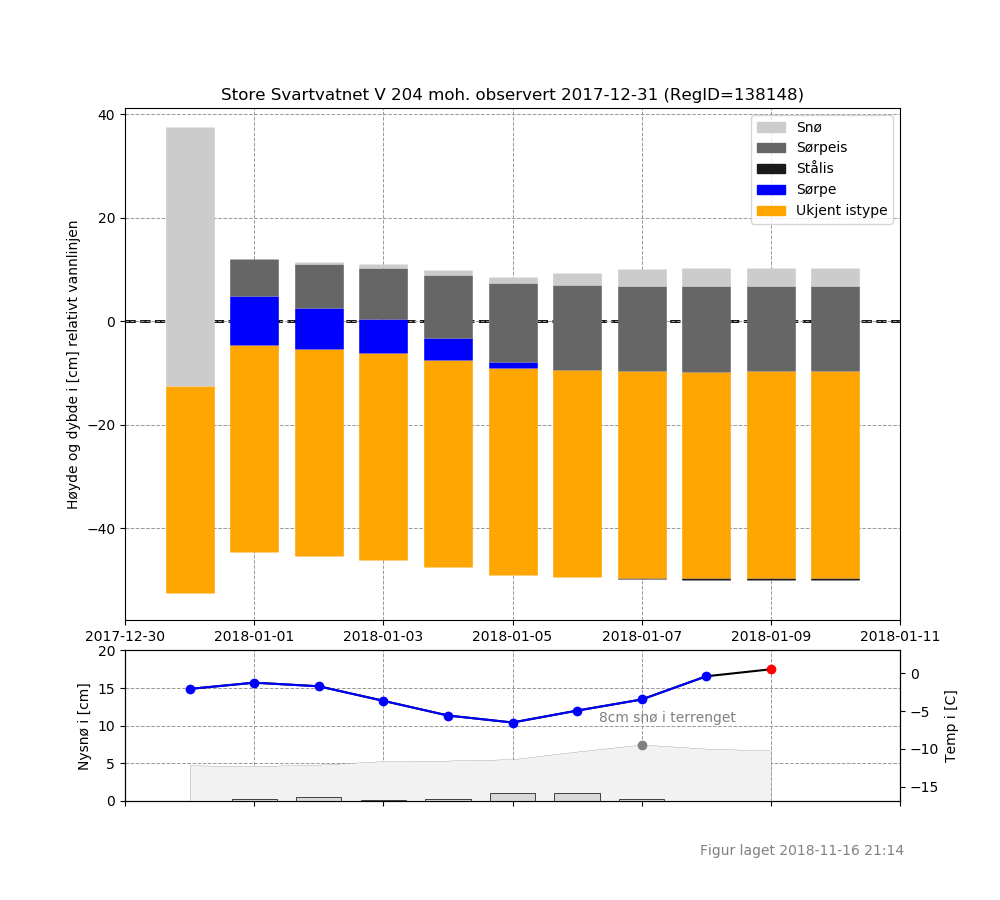 Store Svartvatnet V 204 moh. observert 2017-12-31 (RegID=138148)
Høyde og dybde i [cm] relativt vannlinjen
40
20
0
−20
−40
Snø
Sørpeis
Stålis
Sørpe
Ukjent istype
2017-12-30 2018-01-01 2018-01-03 2018-01-05 2018-01-07 2018-01-09 2018-01-11
Nysnø i [cm]
20
15
10
5
0
8cm snø i terrenget
0
−5
−10
−15
Temp i [C]
Figur laget 2018-11-16 21:14